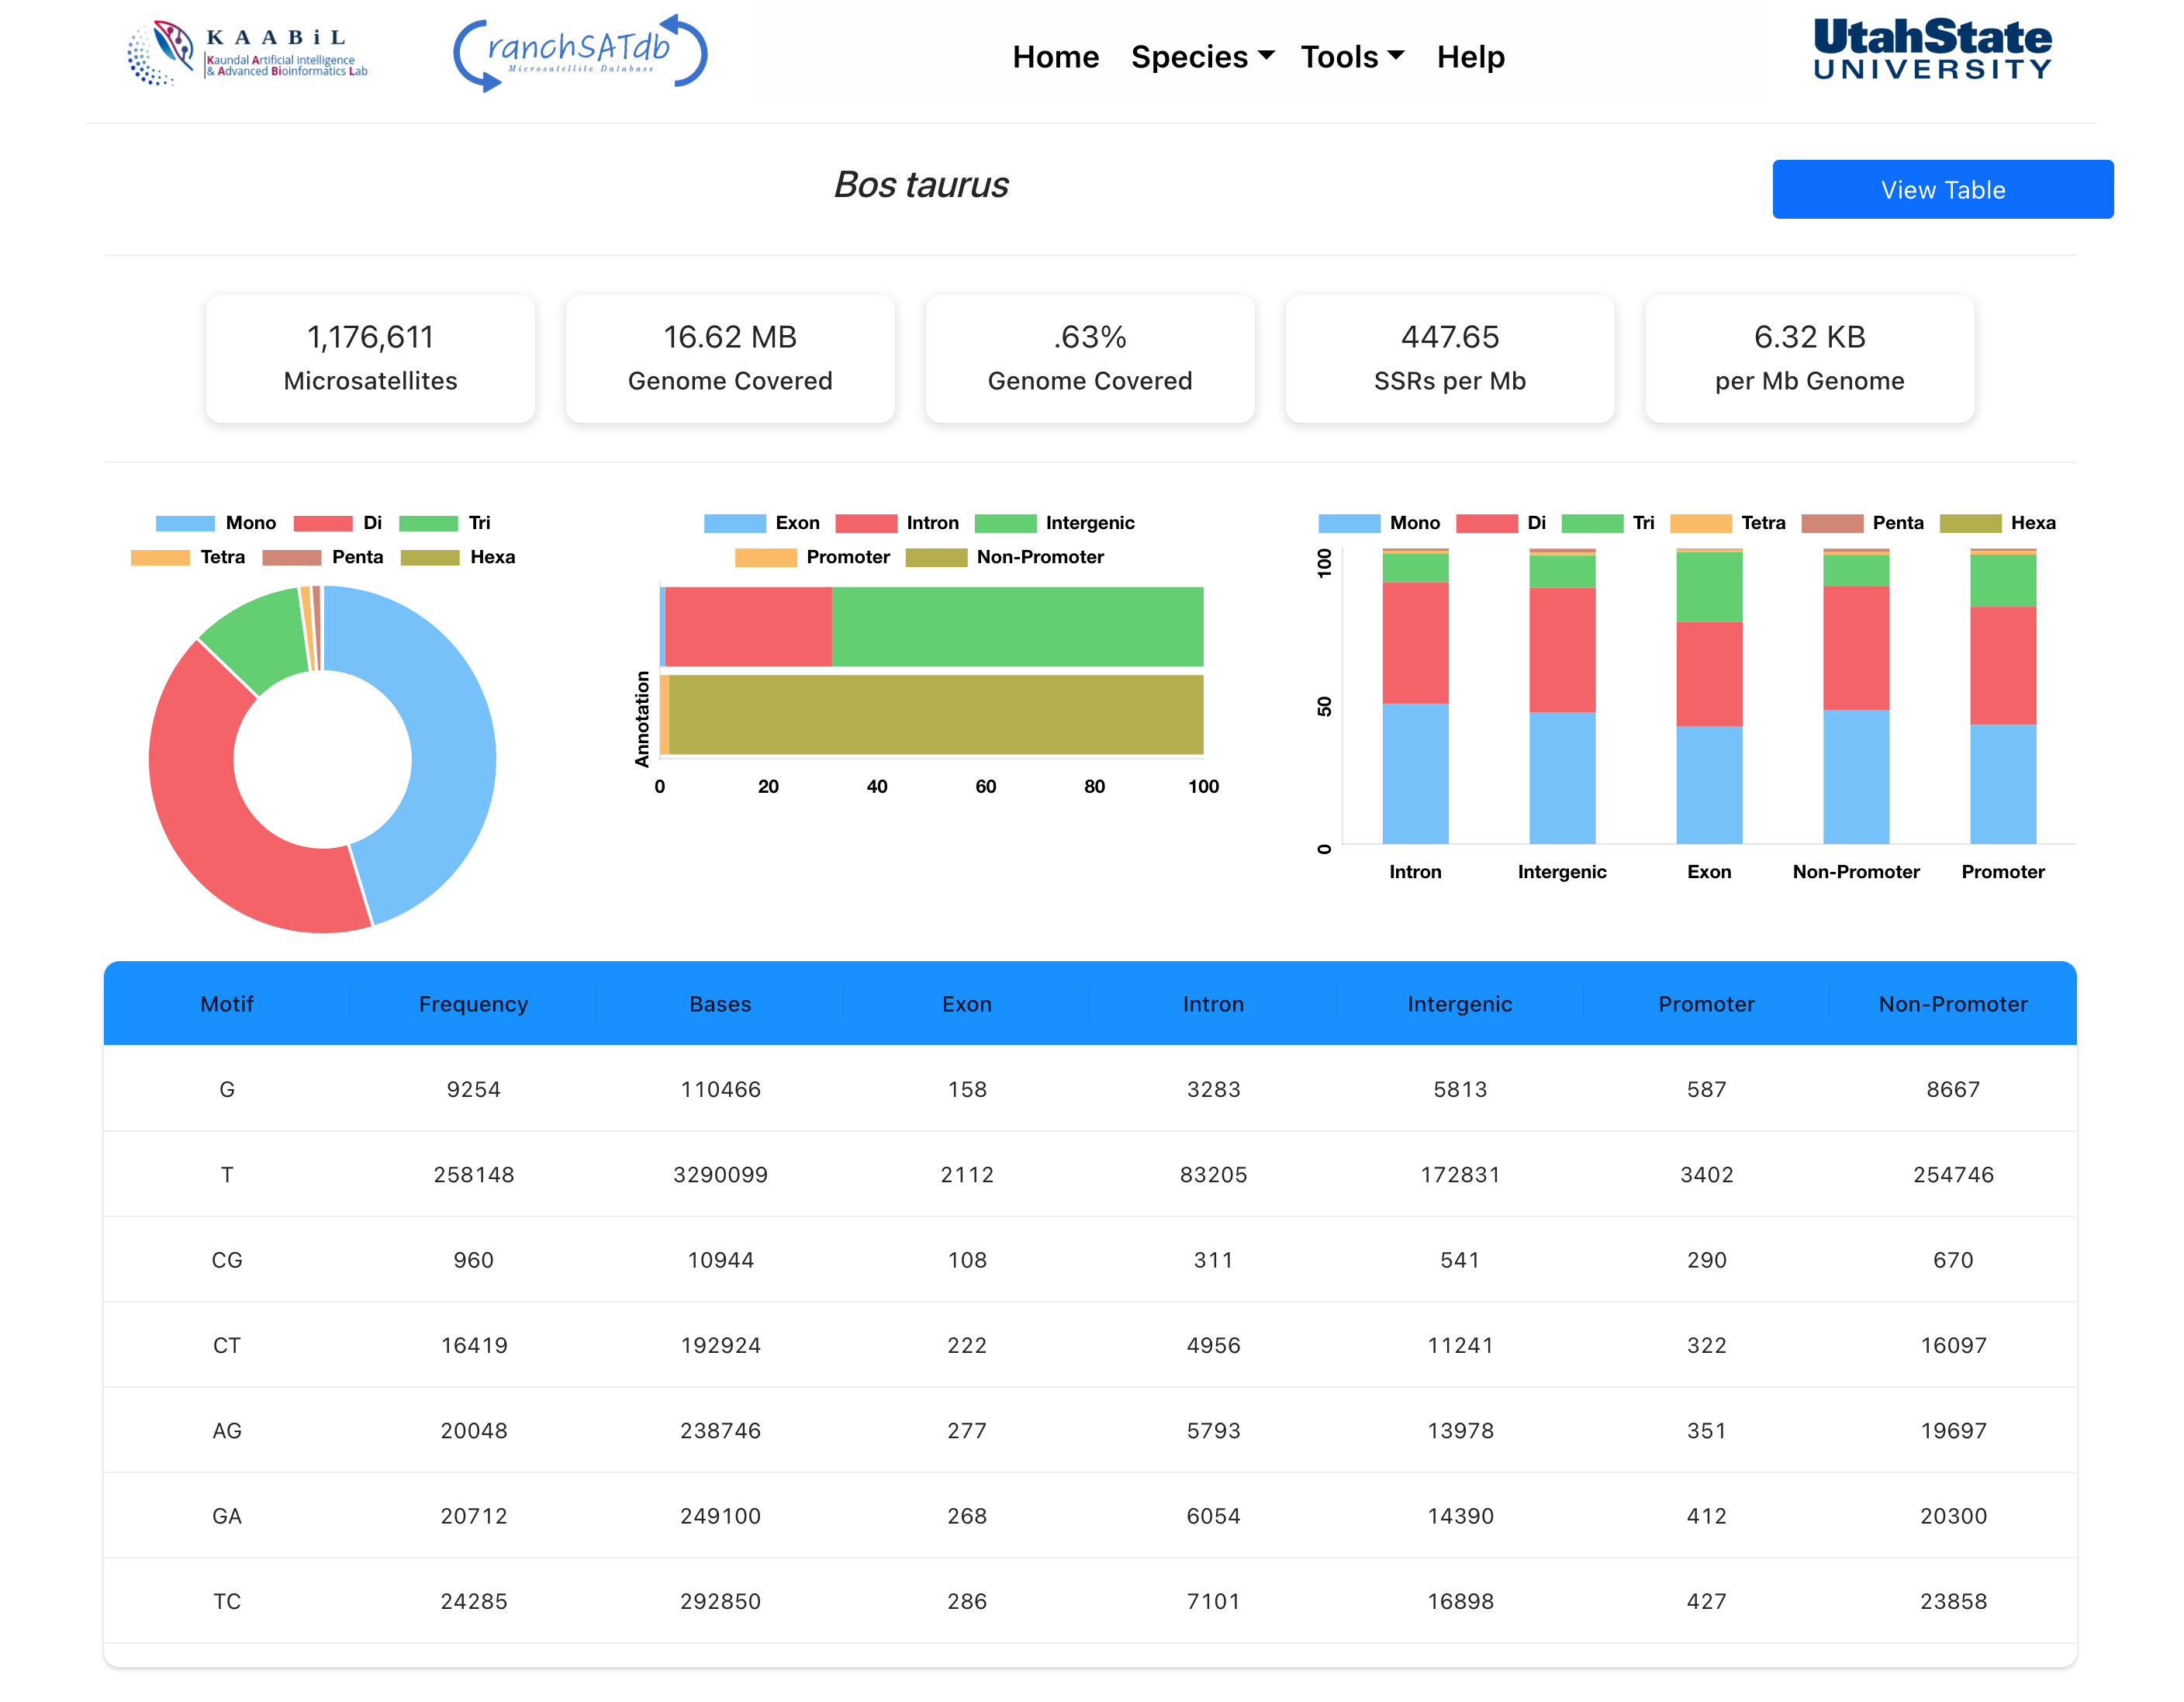 KAABiL
Kaundal Artificial intelligence
& Advanced Bioinformatics Lab
ranchSATdb
Microsatellite Database
Home Species Tools Help
UtahState
UNIVERSITY
Bos taurus
View Table
1,176,611
Microsatellites
16.62 MB
Genome Covered
.63%
Genome Covered
447.65
SSRs per Mb
6.32 KB
per Mb Genome
Mono Di Tri
Tetra Penta Hexa
Exon Intron Intergenic
Promoter Non-Promoter
Annotation
0 20 40 60 80 100
Mono Di Tri Tetra Penta Hexa
100
50
0
Intron Intergenic Exon Non-Promoter Promoter
Motif Frequency Bases Exon Intron Intergenic Promoter Non-Promoter
G 9254 110466 158 3283 5813 587 8667
T 258148 3290099 2112 83205 172831 3402 254746
CG 960 10944 108 311 541 290 670
CT 16419 192924 222 4956 11241 322 16097
AG 20048 238746 277 5793 13978 351 19697
GA 20712 249100 268 6054 14390 412 20300
TC 24285 292850 286 7101 16898 427 23858